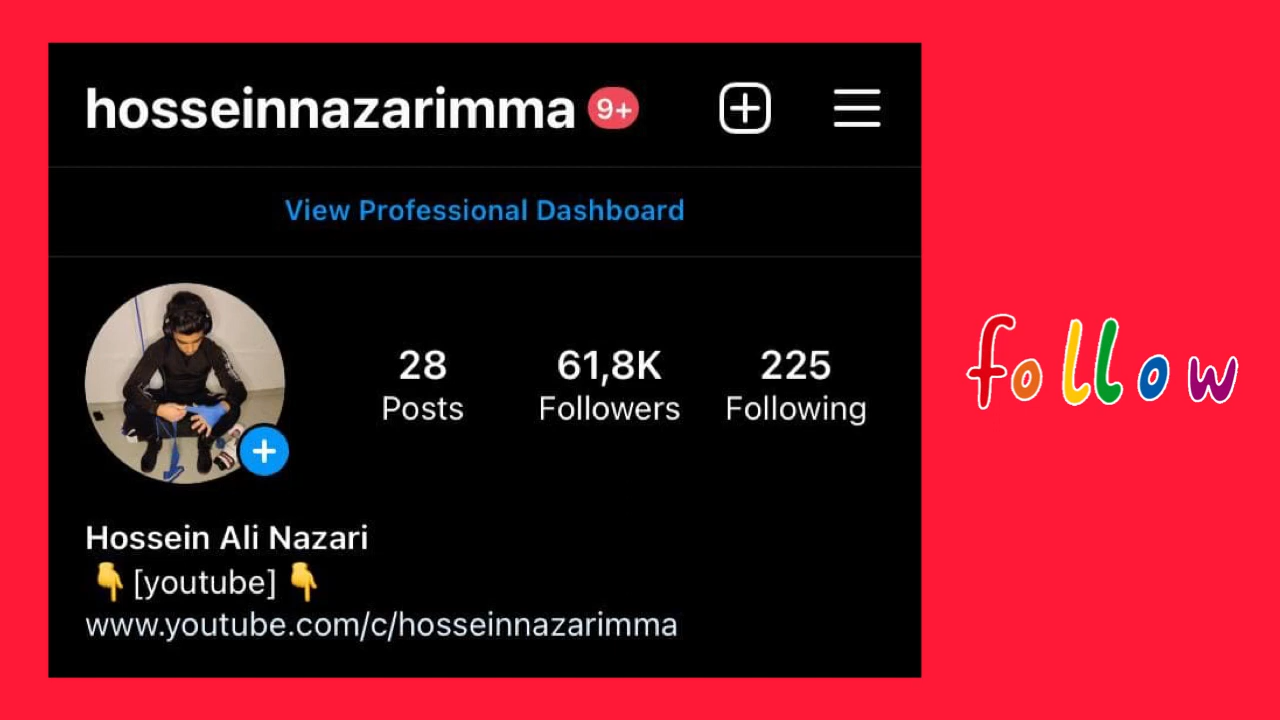 hosseinnazarimma 9+
View Professional Dashboard
28 61,8K 225
Posts Followers Following
Hossein Ali Nazari
👇 [youtube] 👇
www.youtube.com/c/hosseinnazarimma
follow